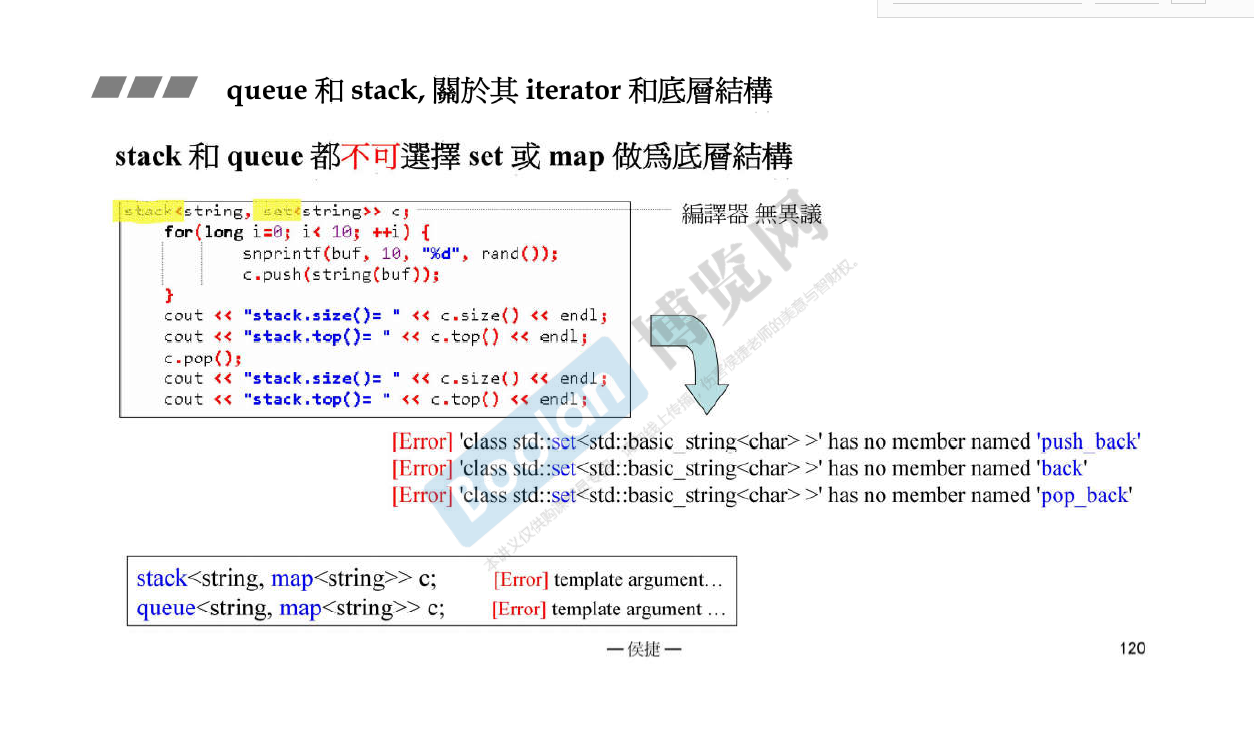 queue 和 stack, 關於其 iterator 和底層結構
stack 和 queue 都不可選擇 set 或 map 做爲底層結構
stack<string, set<string>> c;
編譯器 無異議
for(long i=0; i< 10; ++i) {
snprintf(buf, 10, "%d", rand());
c.push(string(buf));
}
cout << "stack.size()= " << c.size() << endl;
cout << "stack.top()= " << c.top() << endl;
c.pop();
cout << "stack.size()= " << c.size() << endl;
cout << "stack.top()= " << c.top() << endl;
[Error] 'class std::set<std::basic_string<char> >' has no member named 'push_back'
[Error] 'class std::set<std::basic_string<char> >' has no member named 'back'
[Error] 'class std::set<std::basic_string<char> >' has no member named 'pop_back'
Boolan
博览网
stack<string, map<string>> c; [Error] template argument…
queue<string, map<string>> c; [Error] template argument …
— 侯捷 —
120